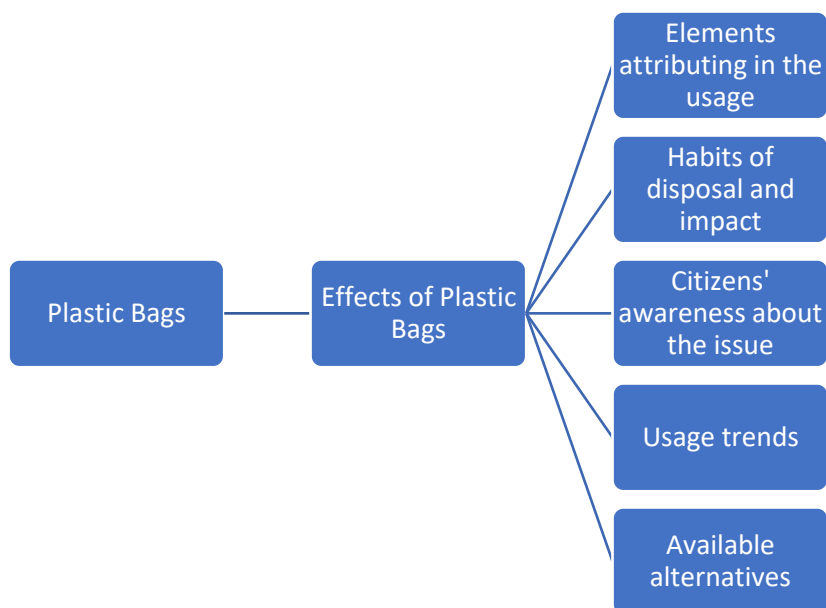 Plastic Bags
Effects of Plastic
Bags
Elements
attributing in the
usage
Habits of
disposal and
impact
Citizens'
awareness about
the issue
Usage trends
Available
alternatives